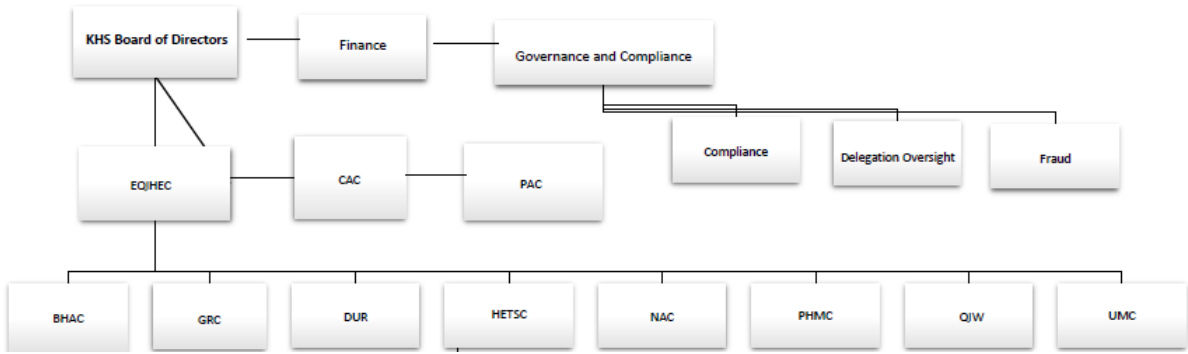 KHS Board of Directors
Finance
Governance and Compliance
Compliance
Delegation Oversight
Fraud
EQIHEC
CAC
PAC
BHAC
GRC
DUR
HETSC
NAC
PHMC
QIW
UMC